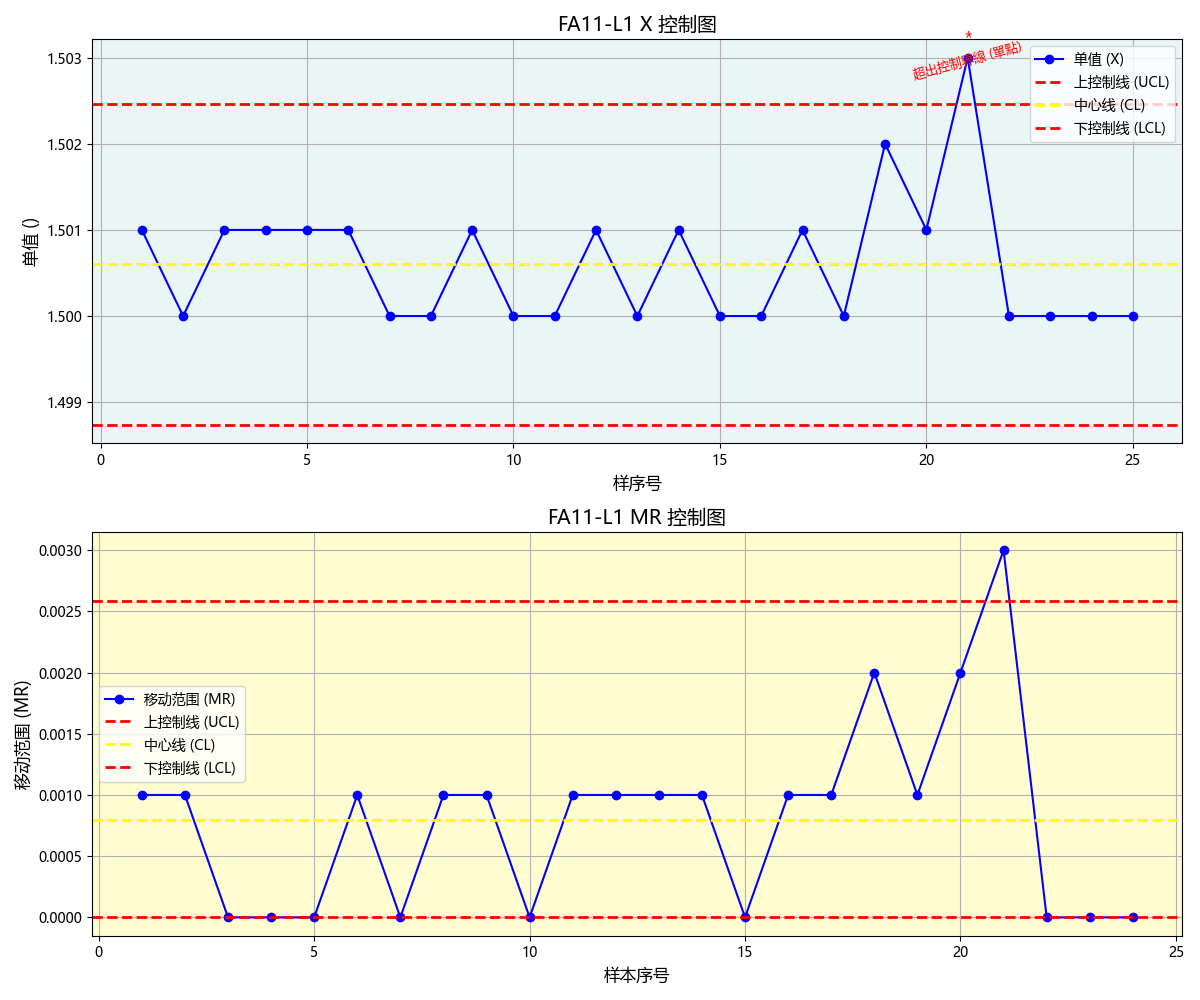 FA11-L1 X 控制图
*
超出控制界線 (單點)
单值 (X)
上控制线 (UCL)
中心线 (CL)
下控制线 (LCL)
1.503
1.502
1.501
1.500
1.499
单值 ()
0 5 10 15 20 25
样序号
FA11-L1 MR 控制图
0.0030
0.0025
0.0020
0.0015
0.0010
0.0005
0.0000
移动范围 (MR)
移动范围 (MR)
上控制线 (UCL)
中心线 (CL)
下控制线 (LCL)
0 5 10 15 20 25
样本序号